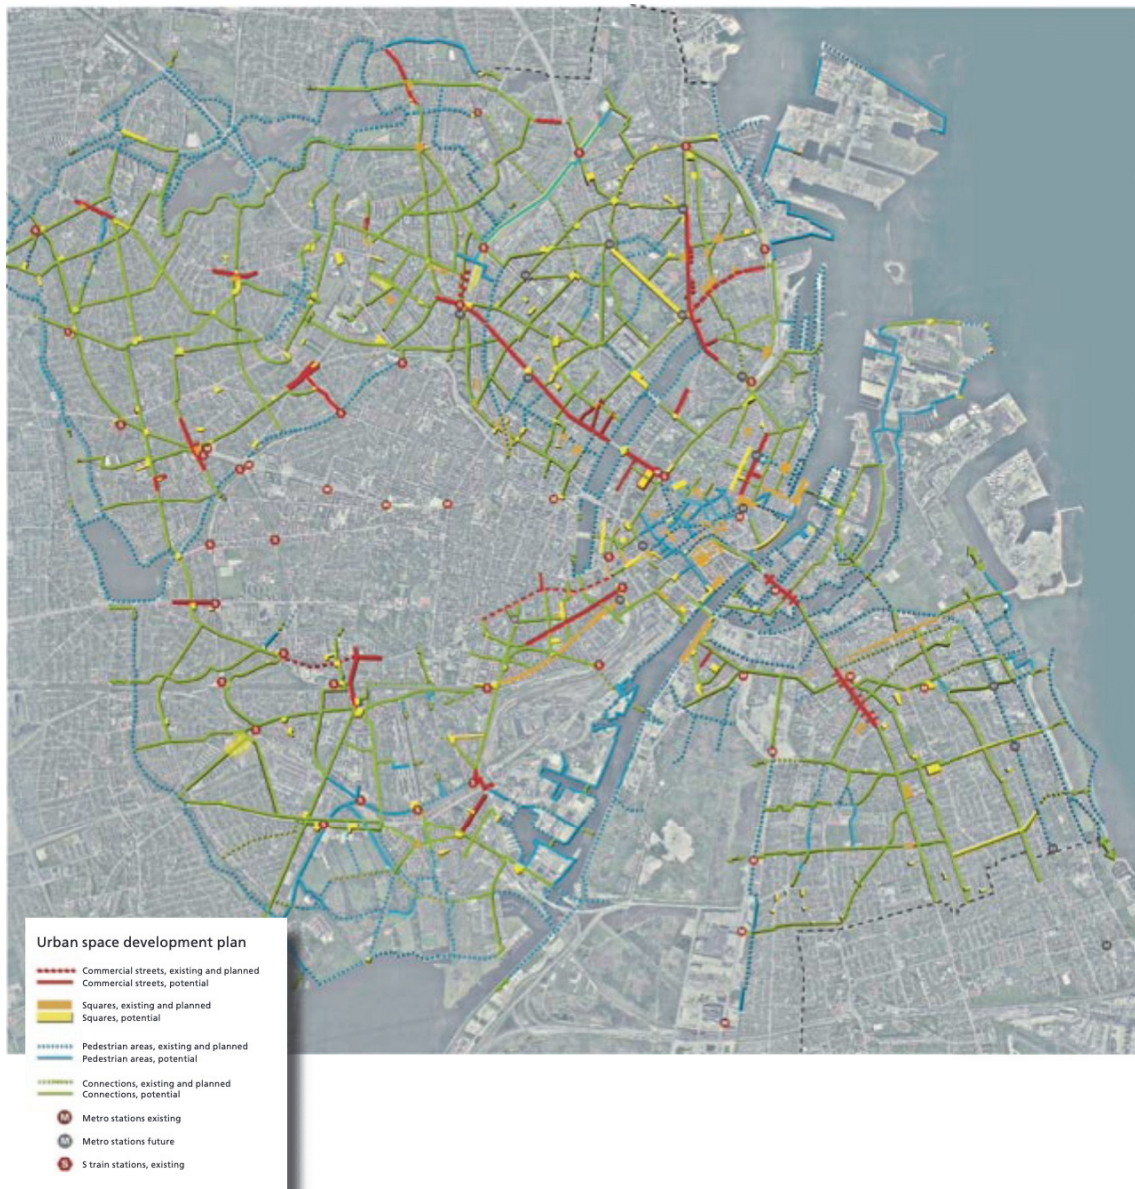 Urban space development plan
Commercial streets, existing and planned
Commercial streets, potential
Squares, existing and planned
Squares, potential
Pedestrian areas, existing and planned
Pedestrian areas, potential
Connections, existing and planned
Connections, potential
M Metro stations existing
M Metro stations future
S S train stations, existing